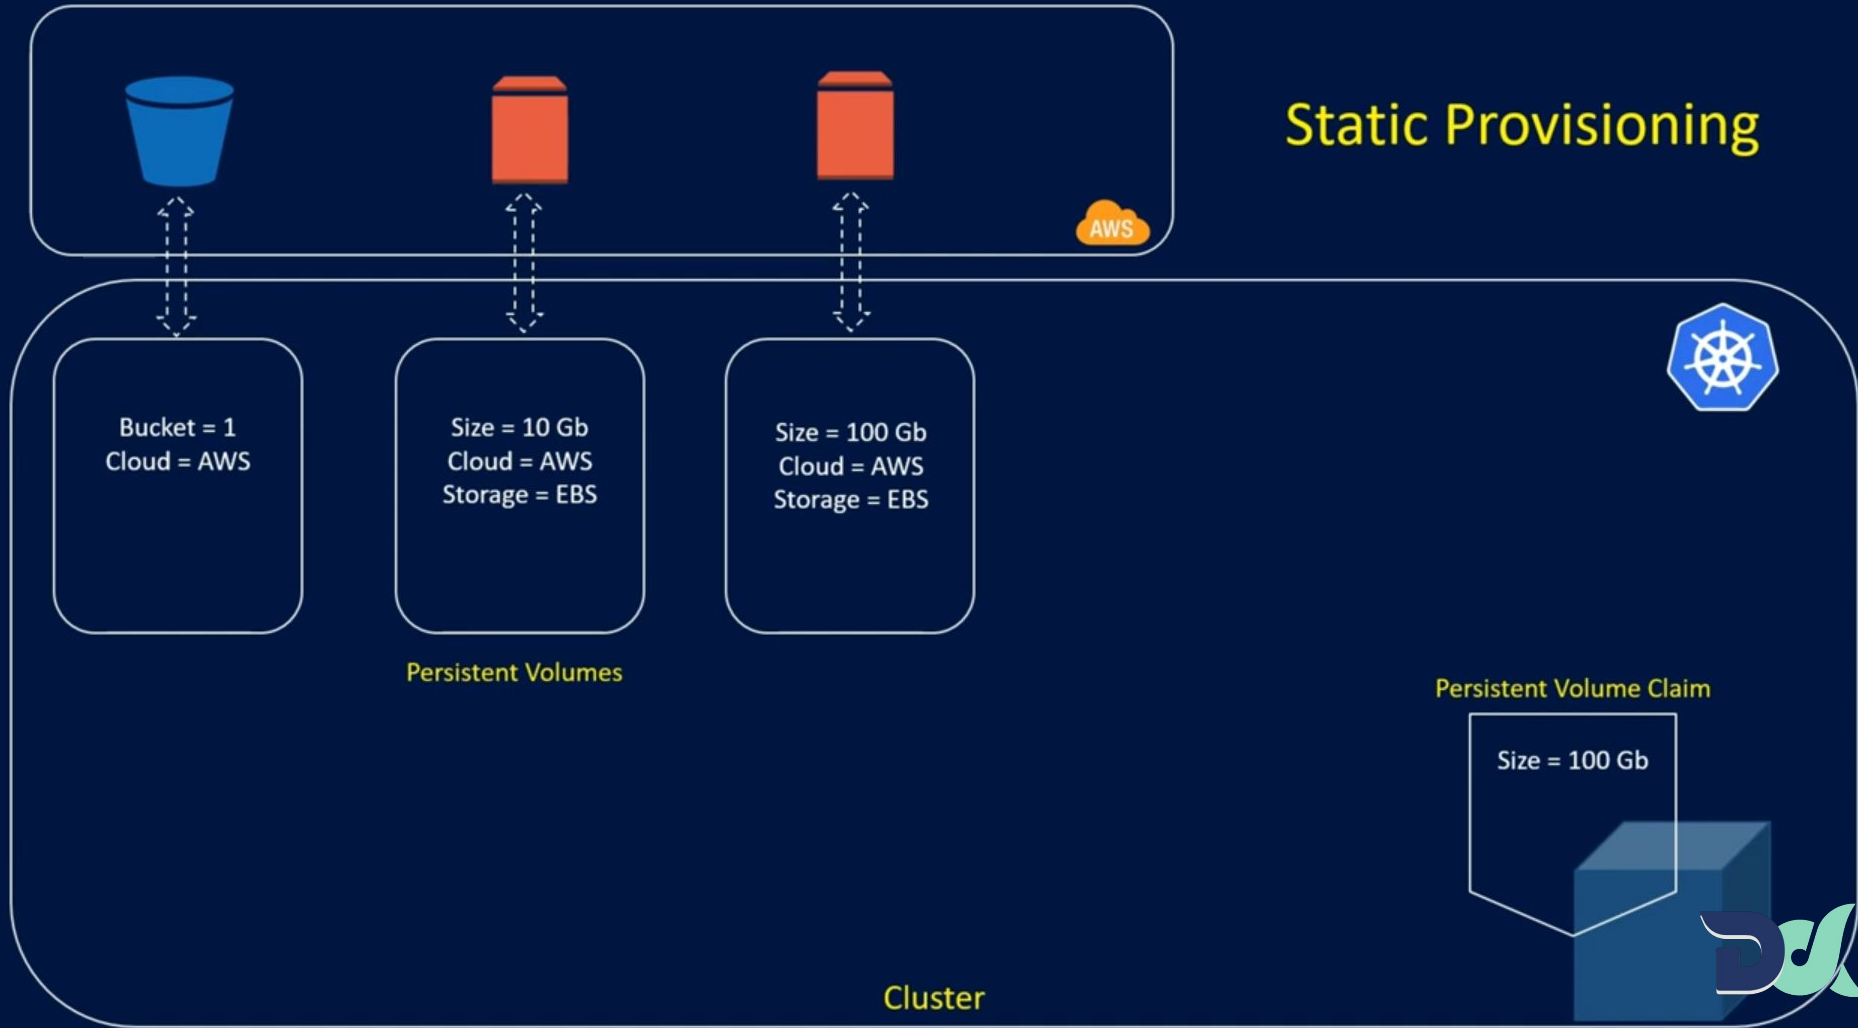 Static Provisioning
AWS
Bucket = 1
Cloud = AWS
Size = 10 Gb
Cloud = AWS
Storage = EBS
Size = 100 Gb
Cloud = AWS
Storage = EBS
Persistent Volumes
Persistent Volume Claim
Size = 100 Gb
Cluster